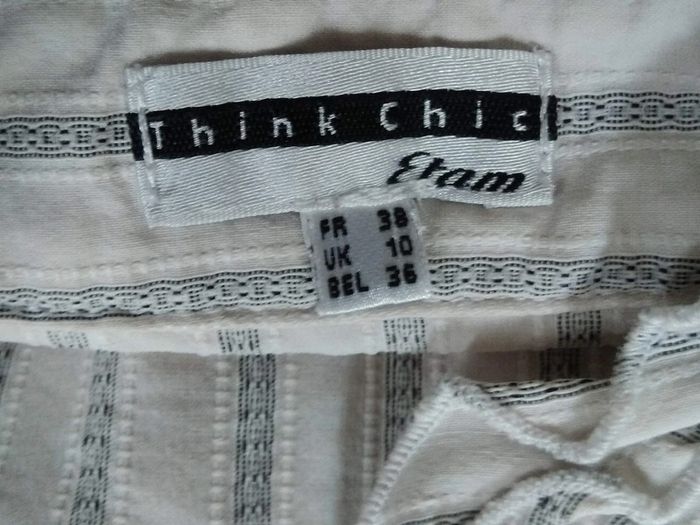 Think Chic
Etam
FR 38
UK 10
BEL 36